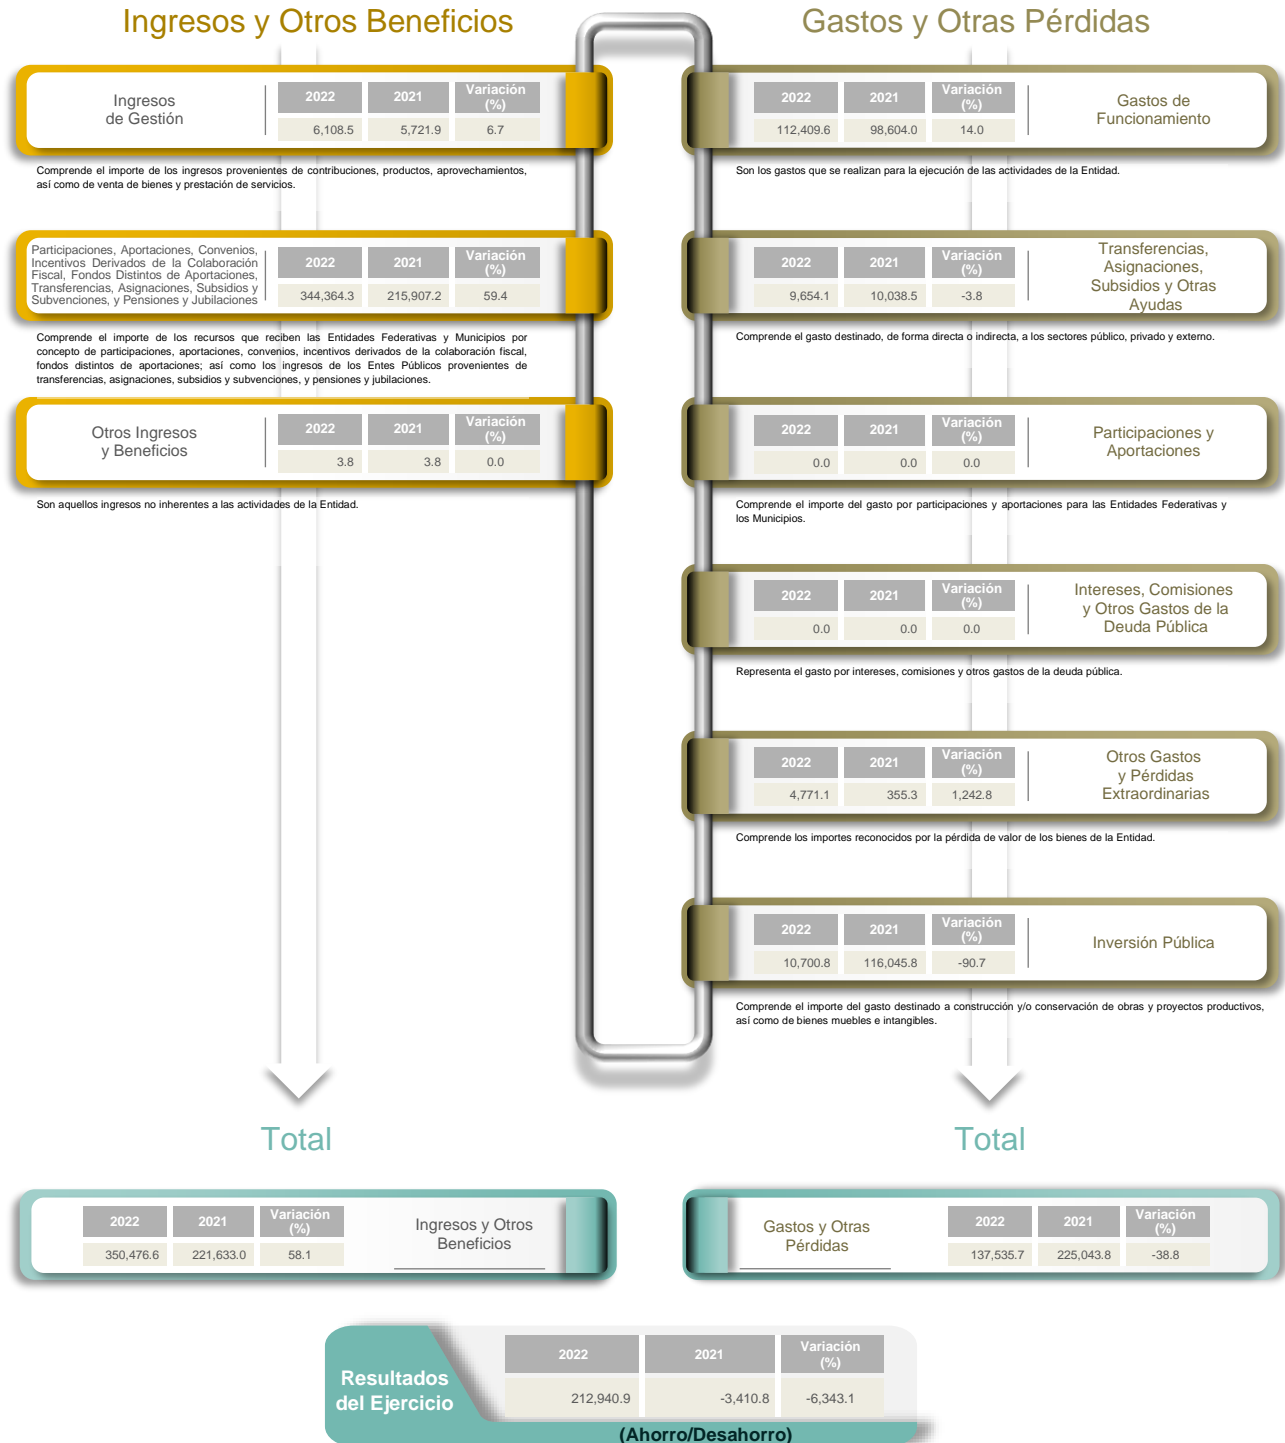 Ingresos y Otros Beneficios
Ingresos
de Gestión
2022 2021 Variación
(%)
6,108.5 5,721.9 6.7
Comprende el importe de los ingresos provenientes de contribuciones, productos, aprovechamientos,
así como de venta de bienes y prestación de servicios.
Participaciones, Aportaciones, Convenios,
Incentivos Derivados de la Colaboración
Fiscal, Fondos Distintos de Aportaciones,
Transferencias, Asignaciones, Subsidios y
Subvenciones, y Pensiones y Jubilaciones
2022 2021 Variación
(%)
344,364.3 215,907.2 59.4
Comprende el importe de los recursos que reciben las Entidades Federativas y Municipios por
concepto de participaciones, aportaciones, convenios, incentivos derivados de la colaboración fiscal,
fondos distintos de aportaciones; así como los ingresos de los Entes Públicos provenientes de
transferencias, asignaciones, subsidios y subvenciones, y pensiones y jubilaciones.
Otros Ingresos
y Beneficios
2022 2021 Variación
(%)
3.8 3.8 0.0
Son aquellos ingresos no inherentes a las actividades de la Entidad.
Gastos y Otras Pérdidas
2022 2021 Variación
(%)
112,409.6 98,604.0 14.0
Gastos de
Funcionamiento
Son los gastos que se realizan para la ejecución de las actividades de la Entidad.
2022 2021 Variación
(%)
9,654.1 10,038.5 -3.8
Transferencias,
Asignaciones,
Subsidios y Otras
Ayudas
Comprende el gasto destinado, de forma directa o indirecta, a los sectores público, privado y externo.
2022 2021 Variación
(%)
0.0 0.0 0.0
Participaciones y
Aportaciones
Comprende el importe del gasto por participaciones y aportaciones para las Entidades Federativas y
los Municipios.
2022 2021 Variación
(%)
0.0 0.0 0.0
Intereses, Comisiones
y Otros Gastos de la
Deuda Pública
Representa el gasto por intereses, comisiones y otros gastos de la deuda pública.
2022 2021 Variación
(%)
4,771.1 355.3 1,242.8
Otros Gastos
y Pérdidas
Extraordinarias
Comprende los importes reconocidos por la pérdida de valor de los bienes de la Entidad.
2022 2021 Variación
(%)
10,700.8 116,045.8 -90.7
Inversión Pública
Comprende el importe del gasto destinado a construcción y/o conservación de obras y proyectos productivos,
así como de bienes muebles e intangibles.
Total
2022 2021 Variación
(%)
350,476.6 221,633.0 58.1
Ingresos y Otros
Beneficios
Total
Gastos y Otras
Pérdidas
2022 2021 Variación
(%)
137,535.7 225,043.8 -38.8
Resultados
del Ejercicio
2022 2021 Variación
(%)
212,940.9 -3,410.8 -6,343.1
(Ahorro/Desahorro)